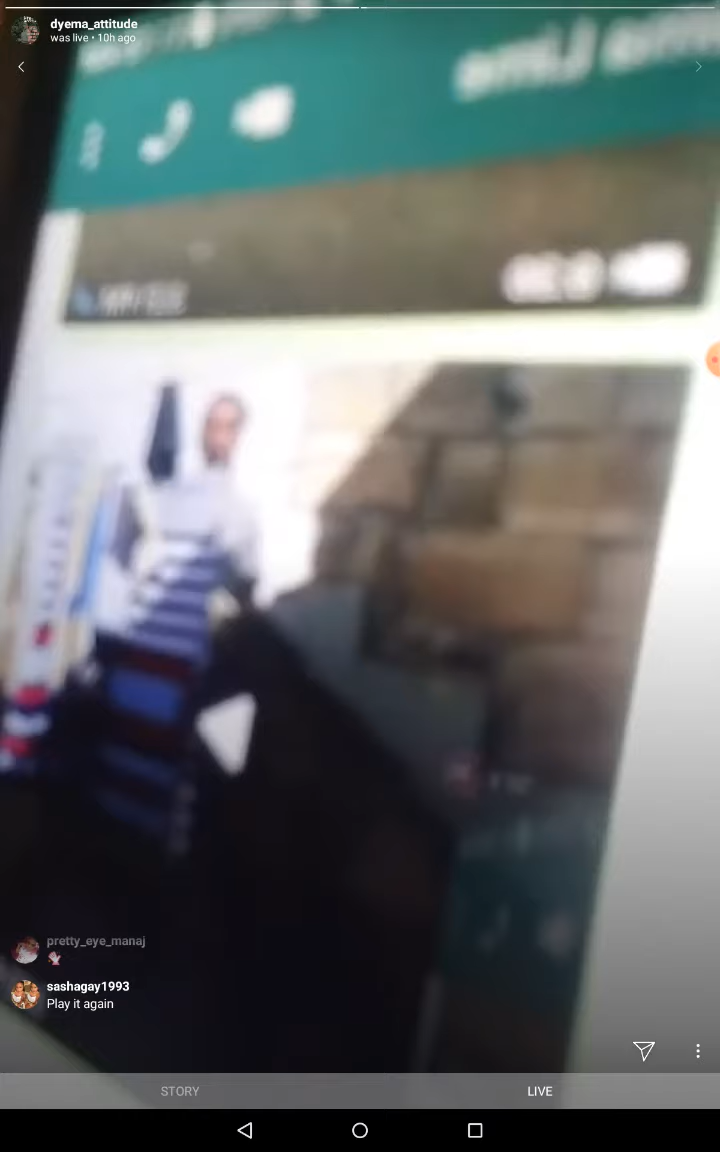 dyema_attitude
was live • 10h ago
pretty_eye_manaj
sashagay1993
Play it again
STORY
LIVE